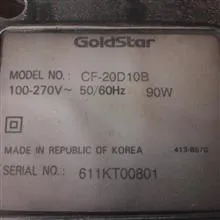 GoldStar
MODEL NO.: CF-20D10B
100-270V~ 50/60Hz 90W
MADE IN REPUBLIC OF KOREA
SERIAL NO.: 611KT00801